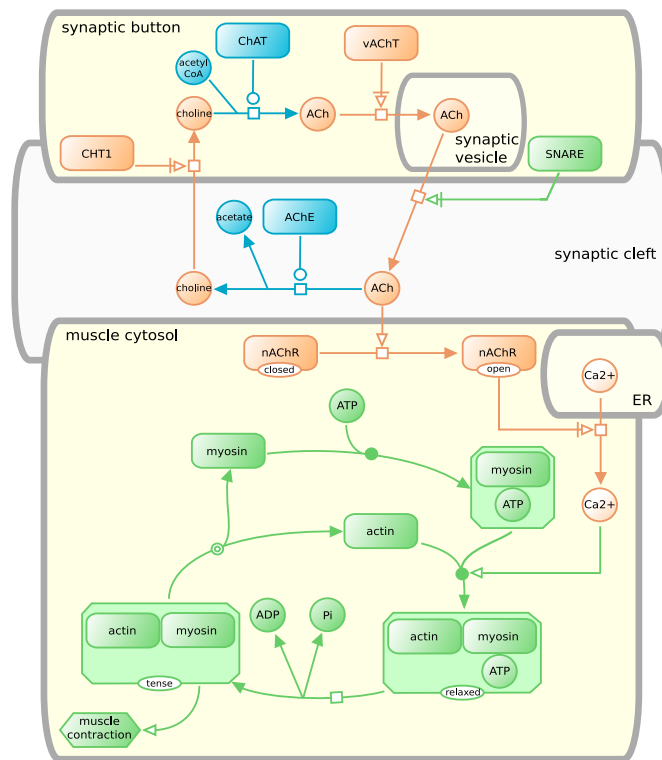 synaptic button
ChAT
vAChT
acetyl
CoA
choline
ACh
ACh
synaptic
vesicle
CHT1
SNARE
acetate
AChE
synaptic cleft
choline
ACh
muscle cytosol
nAChR
closed
nAChR
open
Ca2+
ER
ATP
myosin
myosin
ATP
Ca2+
actin
ADP
Pi
actin
myosin
tense
actin
myosin
ATP
relaxed
muscle
contraction